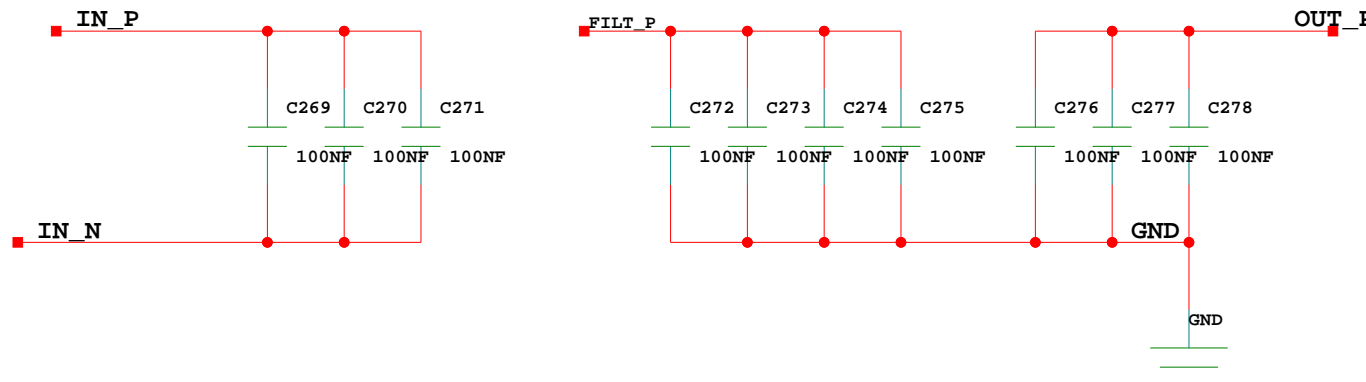 IN_P
FILT_P
OUT_P
C269
C270
C271
C272
C273
C274
C275
C276
C277
C278
100NF
100NF
100NF
100NF
100NF
100NF
100NF
100NF
100NF
100NF
IN_N
GND
GND